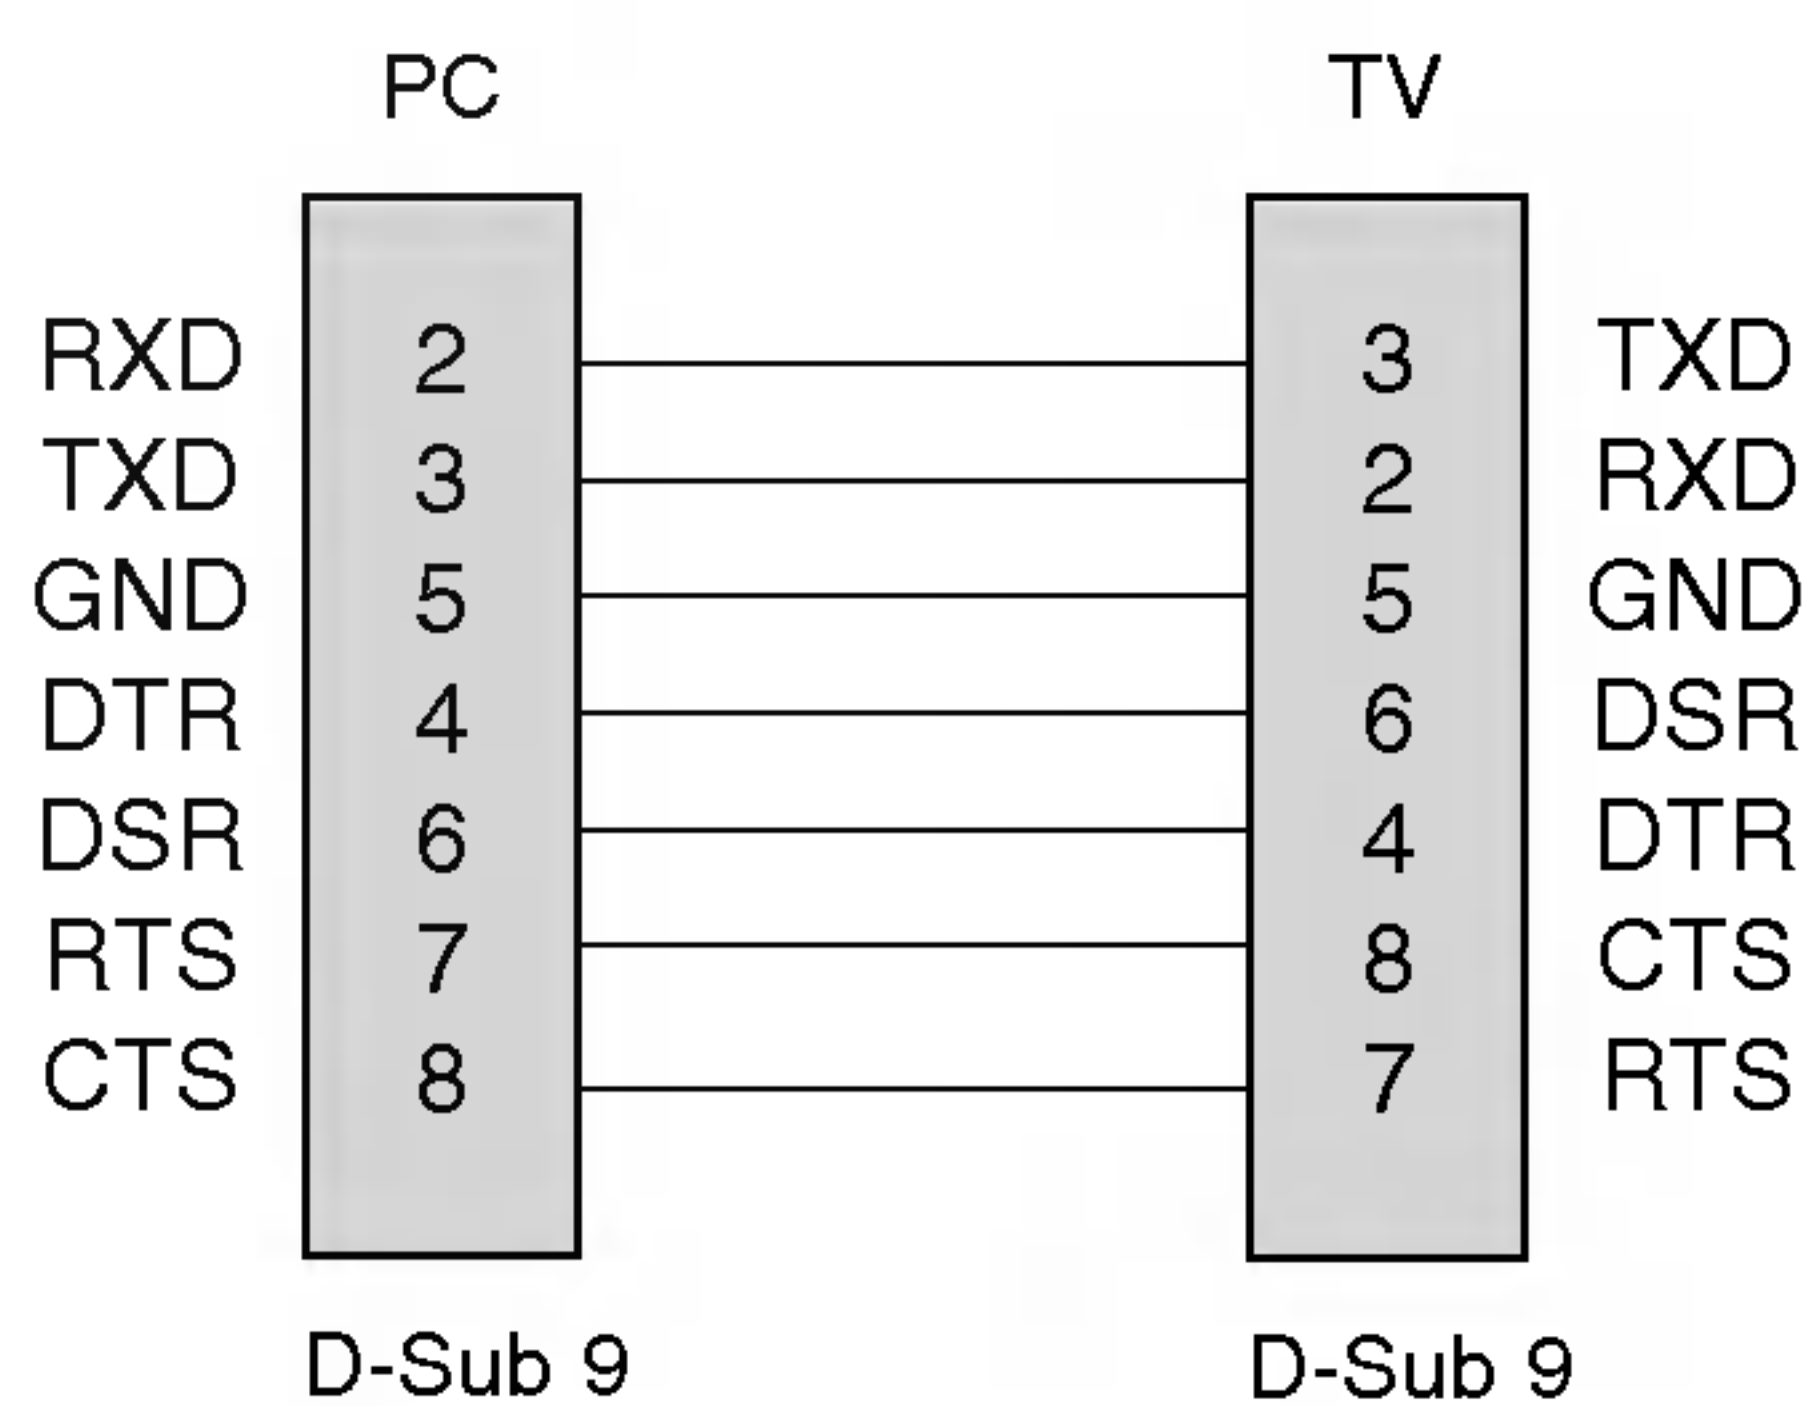 PC TV
RXD 2 3 TXD
TXD 3 2 RXD
GND 5 5 GND
DTR 4 6 DSR
DSR 6 4 DTR
RTS 7 8 CTS
CTS 8 7 RTS
D-Sub 9 D-Sub 9